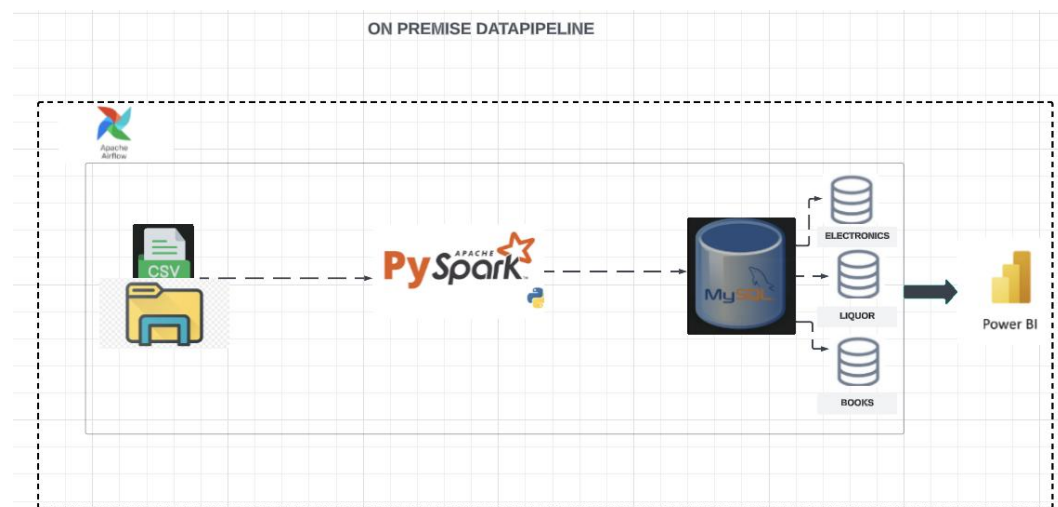 ON PREMISE DATAPIPELINE
Apache
Airflow
CSV
APACHE
PySpark
MySQL
ELECTRONICS
LIQUOR
BOOKS
Power BI